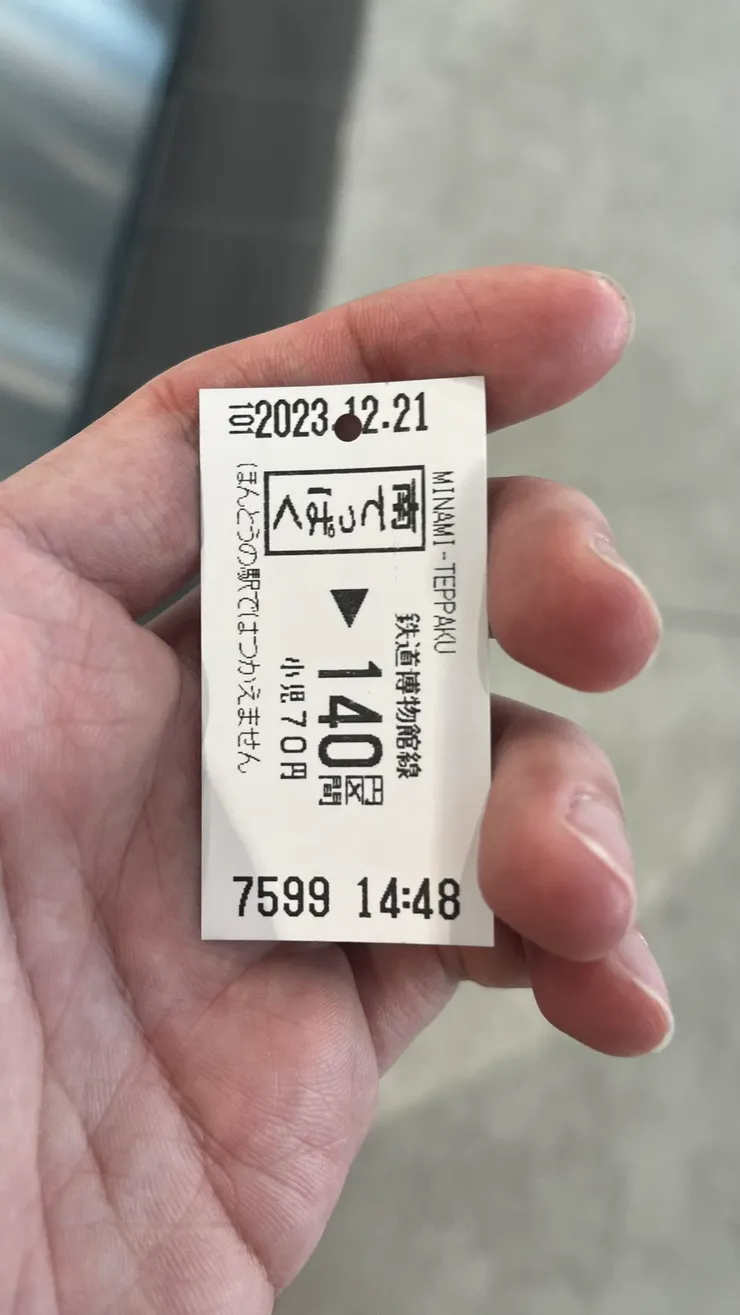 101 2023.12.21
MINAMI-TEPPAKU
南てっぱく
鉄道博物館線
▶ 140円区間
小児70円
(ほんとうの駅ではつかえません
7599 14:48